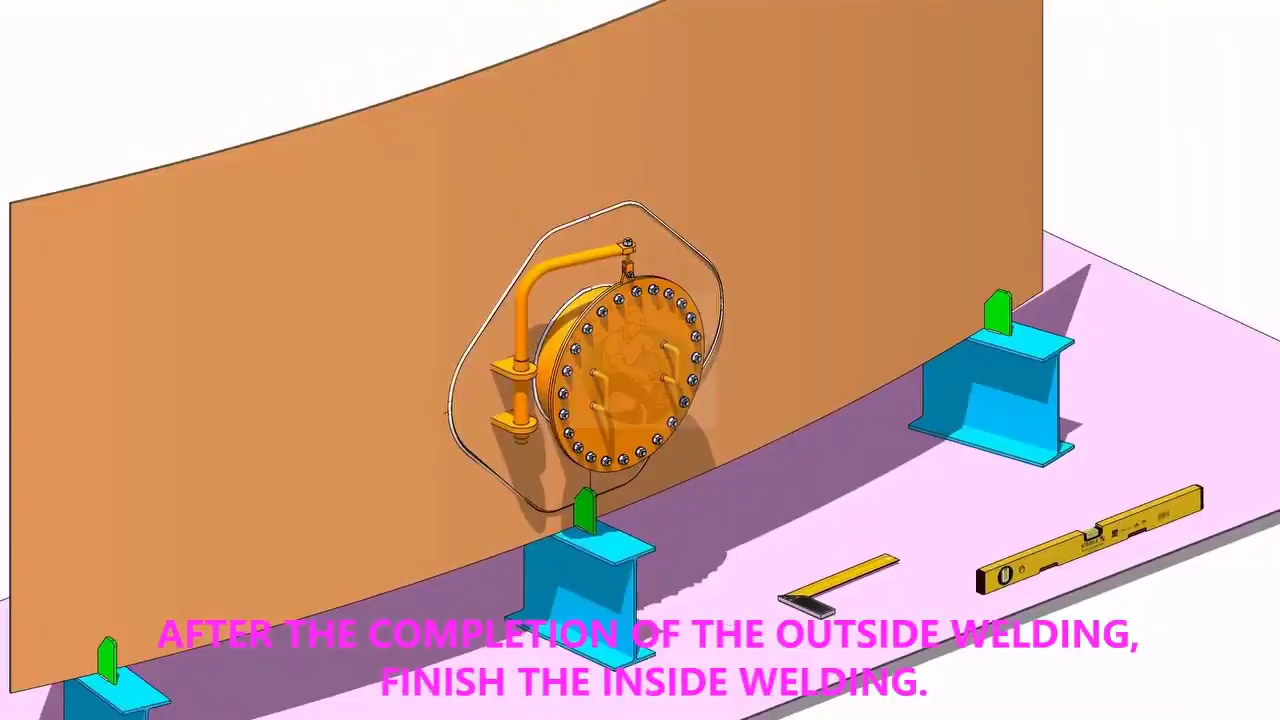 AFTER THE COMPLETION OF THE OUTSIDE WELDING,
FINISH THE INSIDE WELDING.